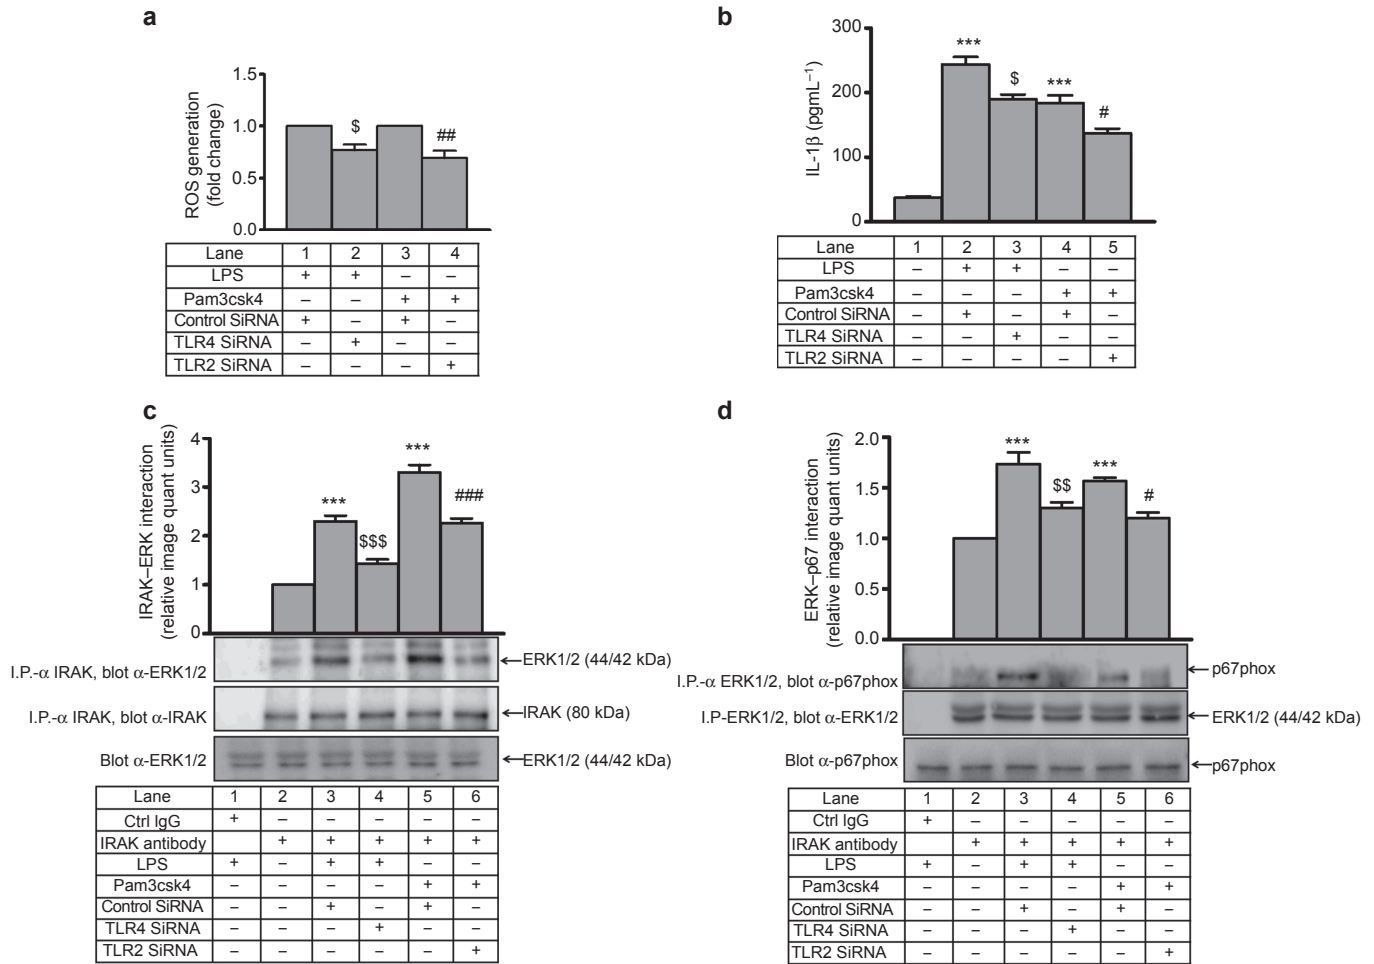 a
ROS generation
(fold change)
1.5
1.0
0.5
0.0
$
##
Lane 1 2 3 4
LPS + + – –
Pam3csk4 – – + +
Control SiRNA + – + –
TLR4 SiRNA – + – –
TLR2 SiRNA – – – +
b
IL-1β (pgmL⁻¹)
300
200
100
0
***
$
***
#
Lane 1 2 3 4 5
LPS – + + – –
Pam3csk4 – – – + +
Control SiRNA – + – + –
TLR4 SiRNA – – + – –
TLR2 SiRNA – – – – +
c
IRAK–ERK interaction
(relative image quant units)
4
3
2
1
0
***
$$$
***
###
I.P.-α IRAK, blot α-ERK1/2
ERK1/2 (44/42 kDa)
I.P.-α IRAK, blot α-IRAK
IRAK (80 kDa)
Blot α-ERK1/2
ERK1/2 (44/42 kDa)
Lane 1 2 3 4 5 6
Ctrl IgG + – – – – –
IRAK antibody – + + + + +
LPS + – + + – –
Pam3csk4 – – – – + +
Control SiRNA – – + – + –
TLR4 SiRNA – – – + – –
TLR2 SiRNA – – – – – +
d
ERK–p67 interaction
(relative image quant units)
2.0
1.5
1.0
0.5
0.0
***
$$
***
#
I.P.-α ERK1/2, blot α-p67phox
p67phox
I.P-ERK1/2, blot α-ERK1/2
ERK1/2 (44/42 kDa)
Blot α-p67phox
p67phox
Lane 1 2 3 4 5 6
Ctrl IgG + – – – – –
IRAK antibody + + + + +
LPS + – + + – –
Pam3csk4 – – – – + +
Control SiRNA – – + – + –
TLR4 SiRNA – – – + – –
TLR2 SiRNA – – – – – +